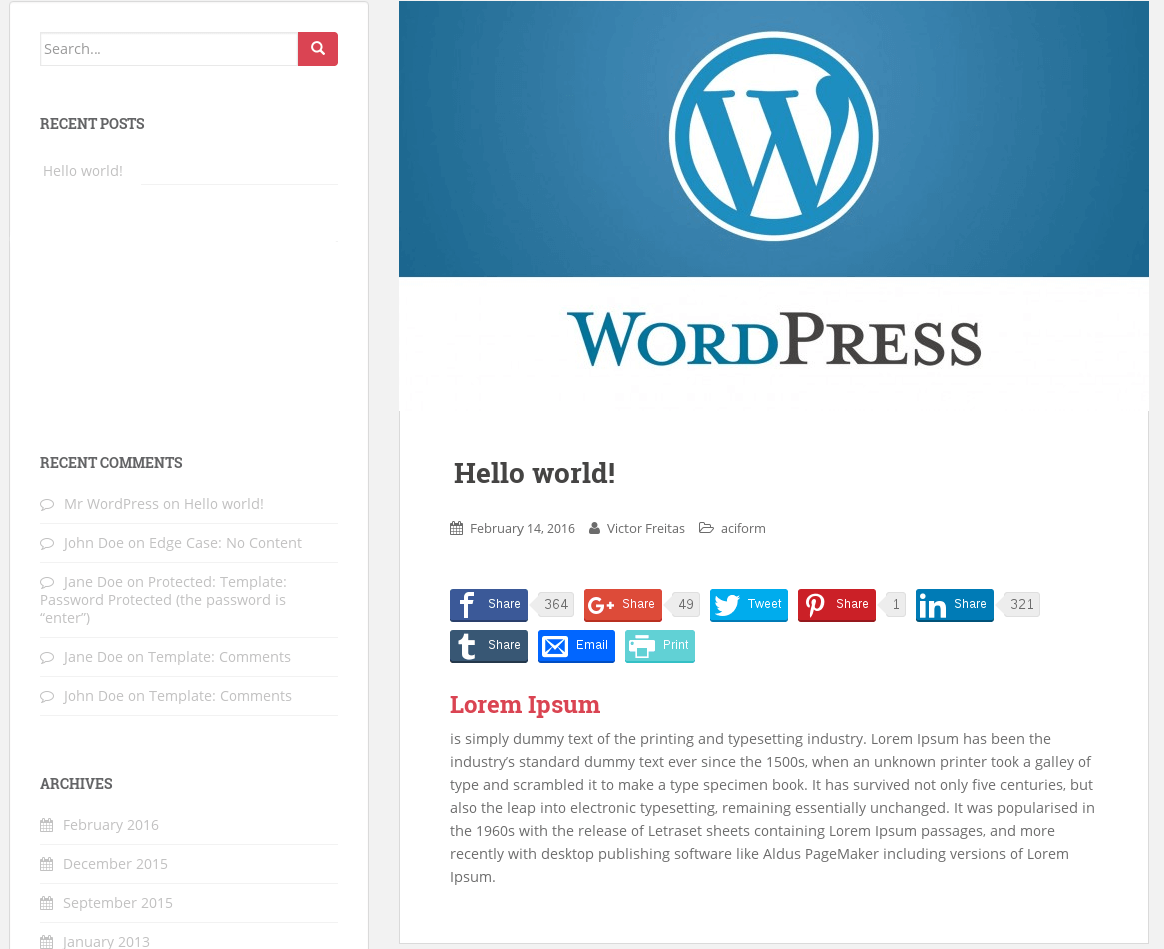 Search...
RECENT POSTS
Hello world!
RECENT COMMENTS
Mr WordPress on Hello world!
John Doe on Edge Case: No Content
Jane Doe on Protected: Template:
Password Protected (the password is
“enter”)
Jane Doe on Template: Comments
John Doe on Template: Comments
ARCHIVES
February 2016
December 2015
September 2015
January 2013
W
WORDPRESS
Hello world!
February 14, 2016 Victor Freitas aciform
Share 364 Share 49 Tweet Share 1 Share 321
Share Email Print
Lorem Ipsum
is simply dummy text of the printing and typesetting industry. Lorem Ipsum has been the
industry’s standard dummy text ever since the 1500s, when an unknown printer took a galley of
type and scrambled it to make a type specimen book. It has survived not only five centuries, but
also the leap into electronic typesetting, remaining essentially unchanged. It was popularised in
the 1960s with the release of Letraset sheets containing Lorem Ipsum passages, and more
recently with desktop publishing software like Aldus PageMaker including versions of Lorem
Ipsum.